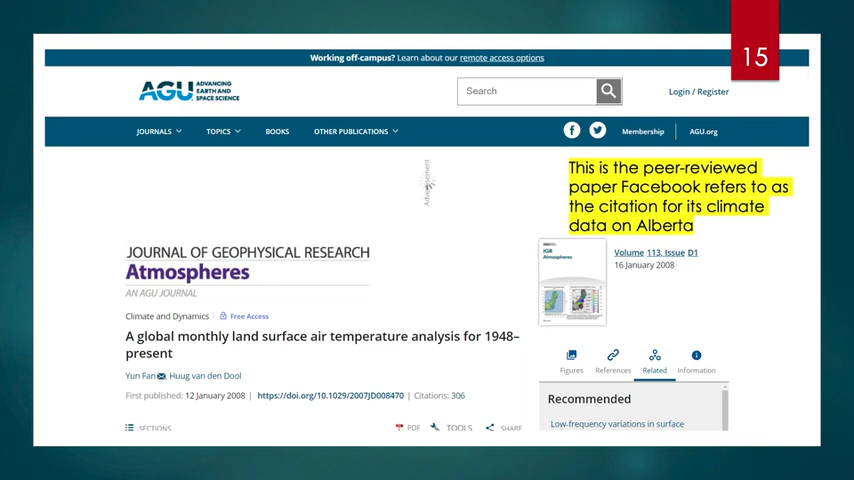 15
Working off-campus? Learn about our remote access options
AGU ADVANCING
EARTH AND
SPACE SCIENCE
Search
Login / Register
JOURNALS
TOPICS
BOOKS
OTHER PUBLICATIONS
Membership
AGU.org
Advertisement
This is the peer-reviewed
paper Facebook refers to as
the citation for its climate
data on Alberta
JOURNAL OF GEOPHYSICAL RESEARCH
Atmospheres
AN AGU JOURNAL
JGR
Atmospheres
Volume 113, Issue D1
16 January 2008
Climate and Dynamics
Free Access
A global monthly land surface air temperature analysis for 1948–
present
Yun Fan, Huug van den Dool
First published: 12 January 2008 | https://doi.org/10.1029/2007JD008470 | Citations: 306
SECTIONS
PDF
TOOLS
SHARE
Figures
References
Related
Information
Recommended
Low-frequency variations in surface